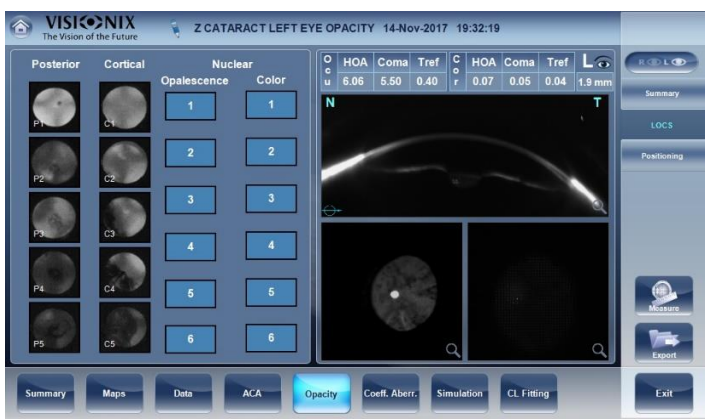 VISIONIX
The Vision of the Future
Z CATARACT LEFT EYE OPACITY 14-Nov-2017 19:32:19
Posterior Cortical Nuclear
Opalescence Color
P1 C1 1 1
P2 C2 2 2
P3 C3 3 3
P4 C4 4 4
P5 C5 5 5
6 6
Ocu HOA Coma Tref Cor HOA Coma Tref L
6.06 5.50 0.40 0.07 0.05 0.04 1.9 mm
N T
R L
Summary
LOCS
Positioning
Measure
Export
Summary Maps Data ACA Opacity Coeff. Aberr. Simulation CL Fitting Exit